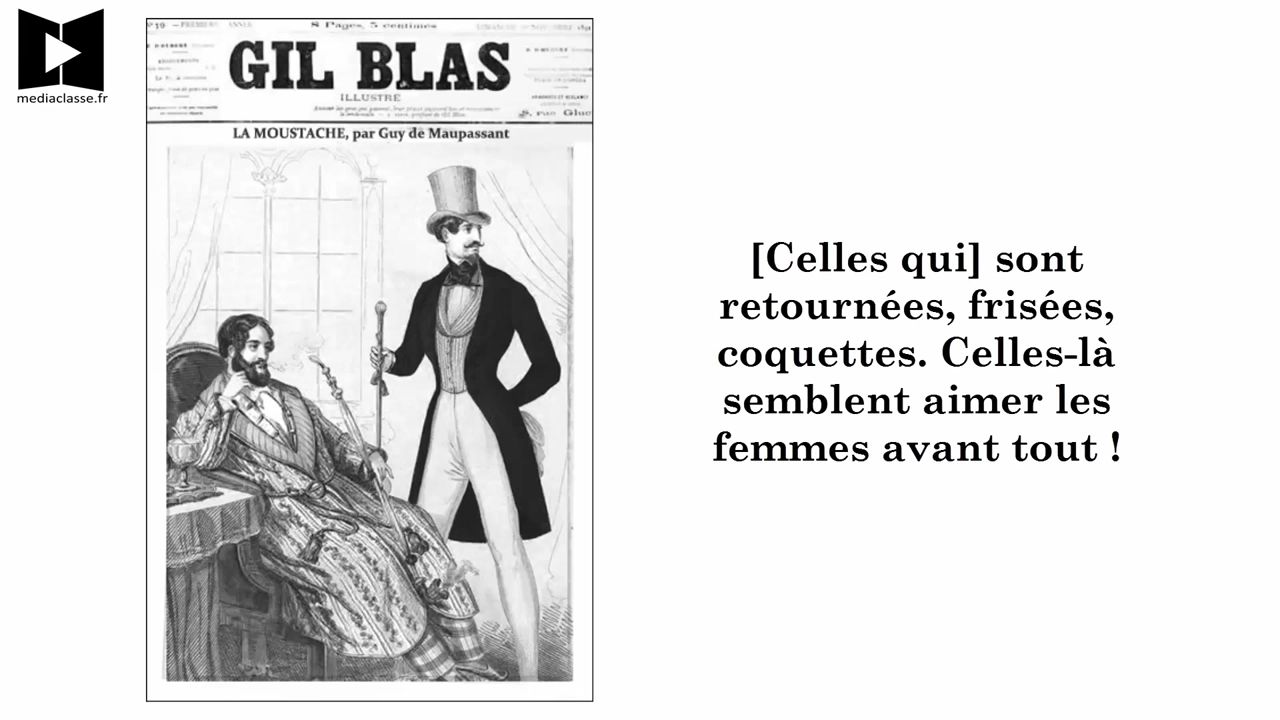 mediaclasse.fr
8 Pages, 5 centimes
GIL BLAS
ILLUSTRÉ
LA MOUSTACHE, par Guy de Maupassant
[Celles qui] sont
retournées, frisées,
coquettes. Celles-là
semblent aimer les
femmes avant tout !